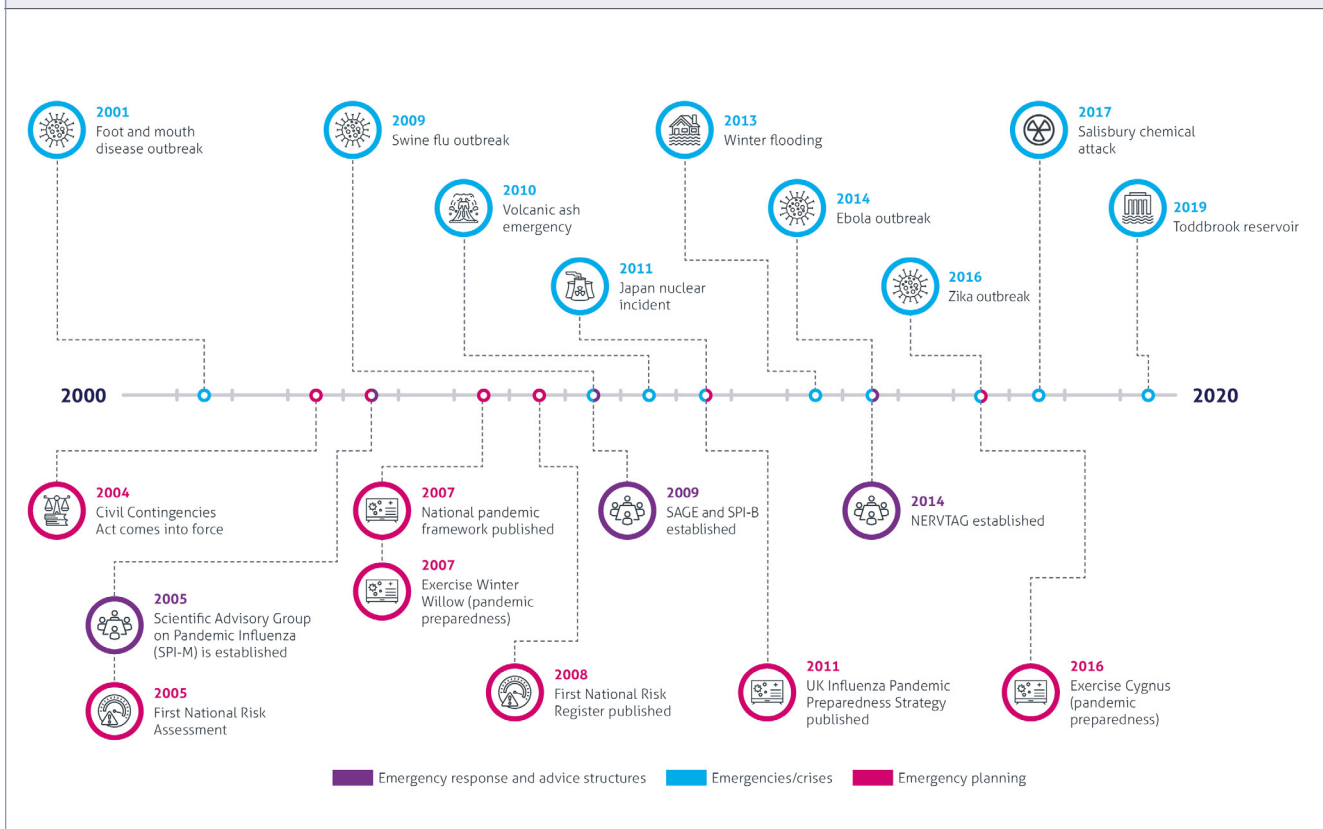 2001
Foot and mouth
disease outbreak
2009
Swine flu outbreak
2010
Volcanic ash
emergency
2011
Japan nuclear
incident
2013
Winter flooding
2014
Ebola outbreak
2016
Zika outbreak
2017
Salisbury chemical
attack
2019
Toddbrook reservoir
2000
2020
2004
Civil Contingencies
Act comes into force
2005
Scientific Advisory Group
on Pandemic Influenza
(SPI-M) is established
2005
First National Risk
Assessment
2007
National pandemic
framework published
2007
Exercise Winter
Willow (pandemic
preparedness)
2008
First National Risk
Register published
2009
SAGE and SPI-B
established
2011
UK Influenza Pandemic
Preparedness Strategy
published
2014
NERVTAG established
2016
Exercise Cygnus
(pandemic
preparedness)
Emergency response and advice structures
Emergencies/crises
Emergency planning